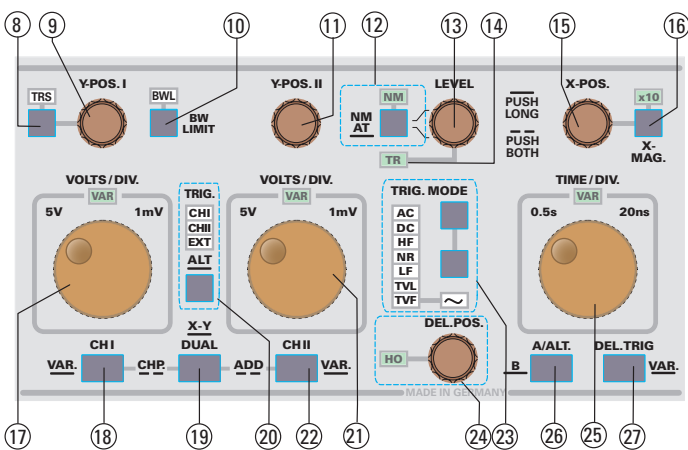 8 9 10 11 12 13 14 15 16
Y-POS. I Y-POS. II LEVEL X-POS.
TRS BWL NM x10
BW LIMIT
NM
AT
PUSH LONG
PUSH BOTH
X-MAG.
TR
VOLTS / DIV. TRIG. VOLTS / DIV. TRIG. MODE TIME / DIV.
VAR VAR VAR
5V 1mV 5V 1mV 0.5s 20ns
CHI
CHII
EXT
ALT
AC
DC
HF
NR
LF
TVL
TVF ~
X-Y
DEL.POS.
CH I DUAL CH II A/ALT. DEL.TRIG
HO
VAR. CHP. ADD VAR. B VAR.
MADE IN GERMANY
17 18 19 20 22 21 24 23 26 25 27